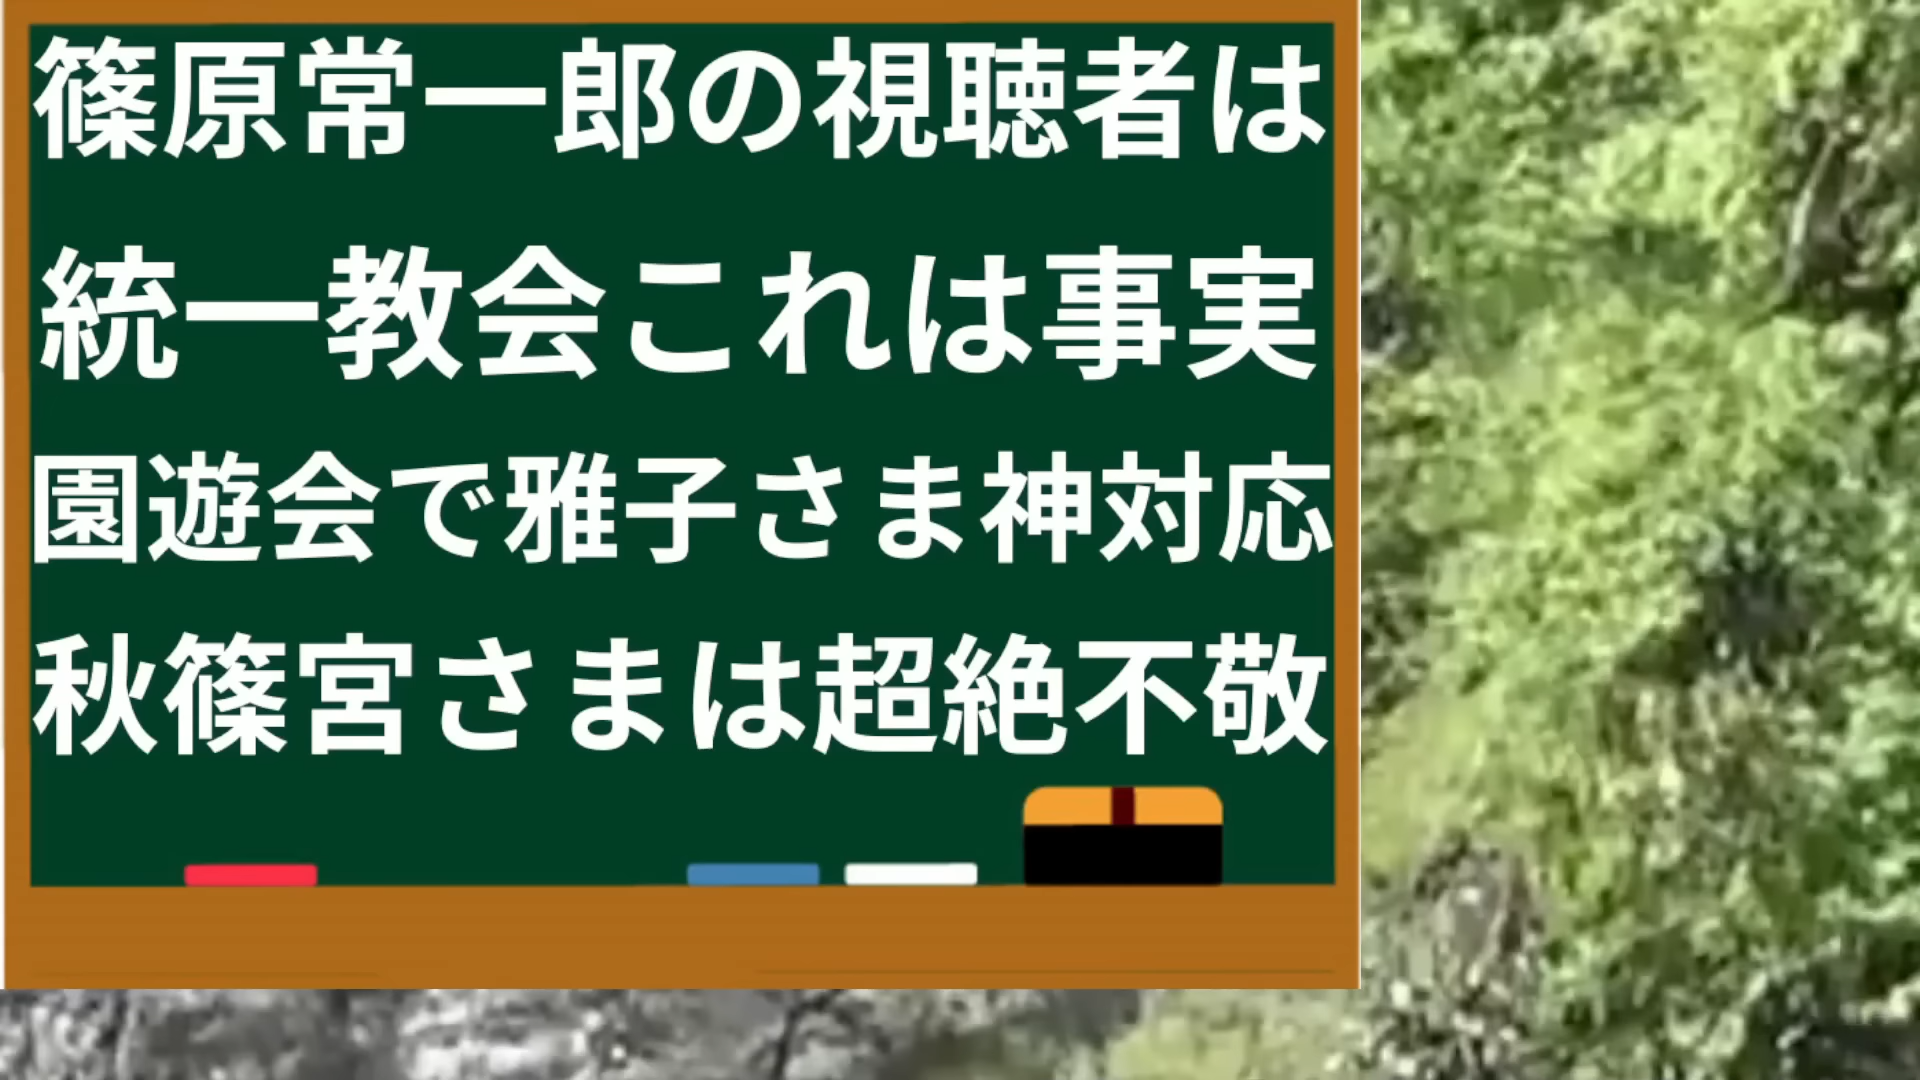 篠原常一郎の視聴者は
統一教会これは事実
園遊会で雅子さま神対応
秋篠宮さまは超絶不敬